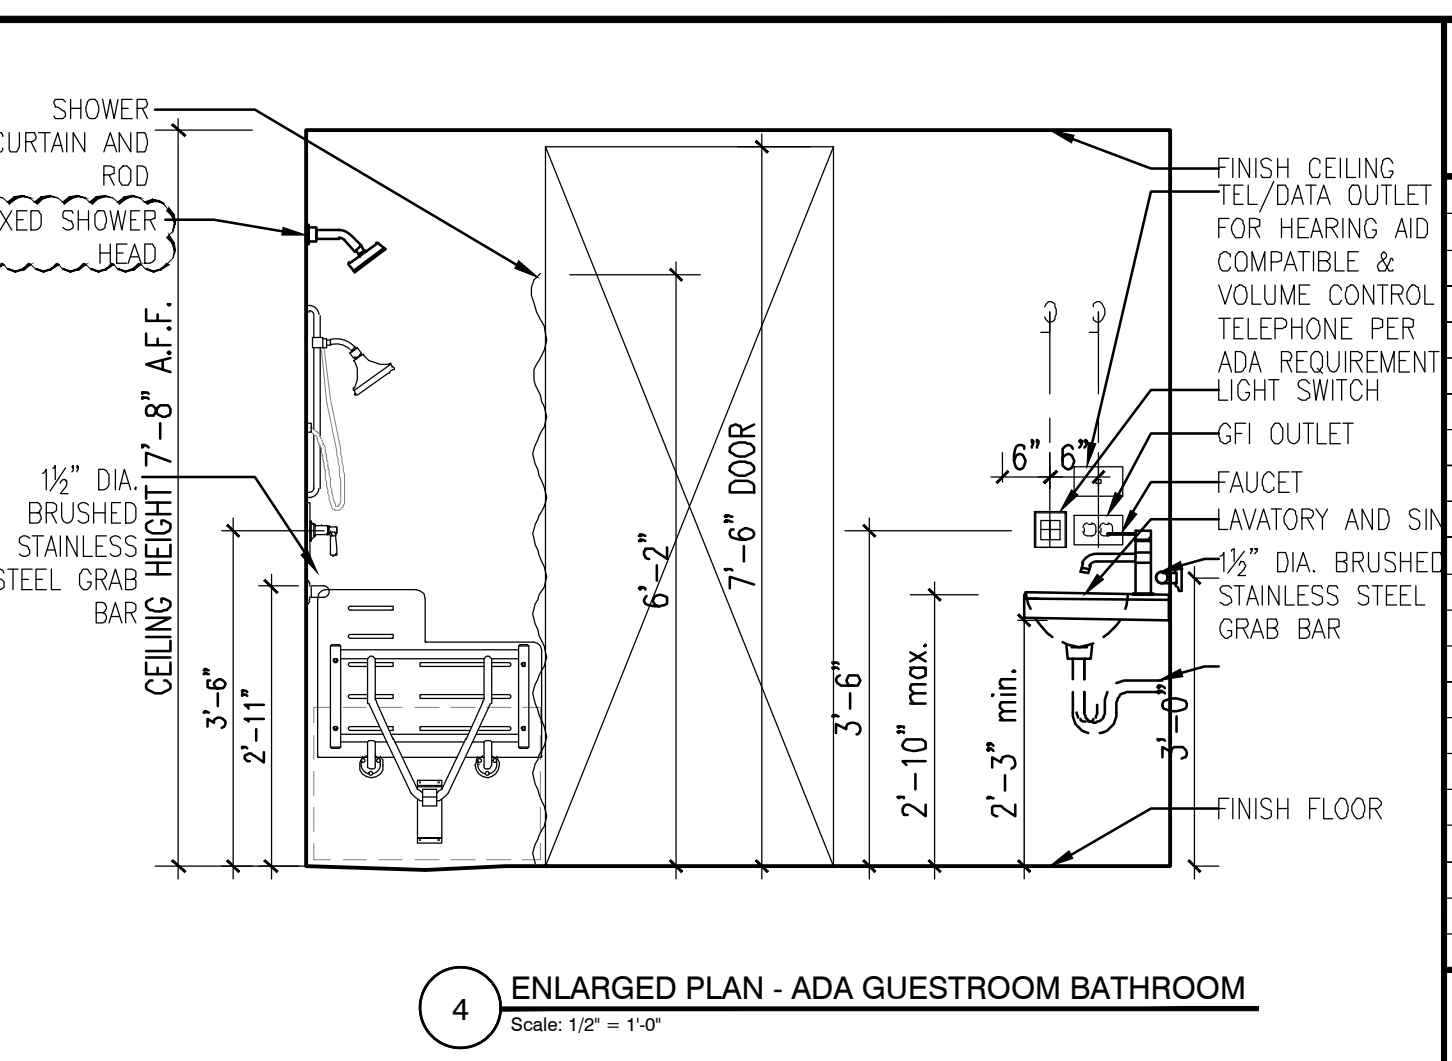 SHOWER
CURTAIN AND
ROD
XED SHOWER
HEAD
CEILING HEIGHT 7'-8" A.F.F.
1½" DIA.
BRUSHED
STAINLESS
STEEL GRAB
BAR
3'-6"
2'-11"
6'-2"
7'-6" DOOR
3'-6"
2'-10" max.
2'-3" min.
6" 6"
3'-0"
FINISH CEILING
TEL/DATA OUTLET
FOR HEARING AID
COMPATIBLE &
VOLUME CONTROL
TELEPHONE PER
ADA REQUIREMENT
LIGHT SWITCH
GFI OUTLET
FAUCET
LAVATORY AND SIN
1½" DIA. BRUSHED
STAINLESS STEEL
GRAB BAR
FINISH FLOOR
4
ENLARGED PLAN - ADA GUESTROOM BATHROOM
Scale: 1/2" = 1'-0"